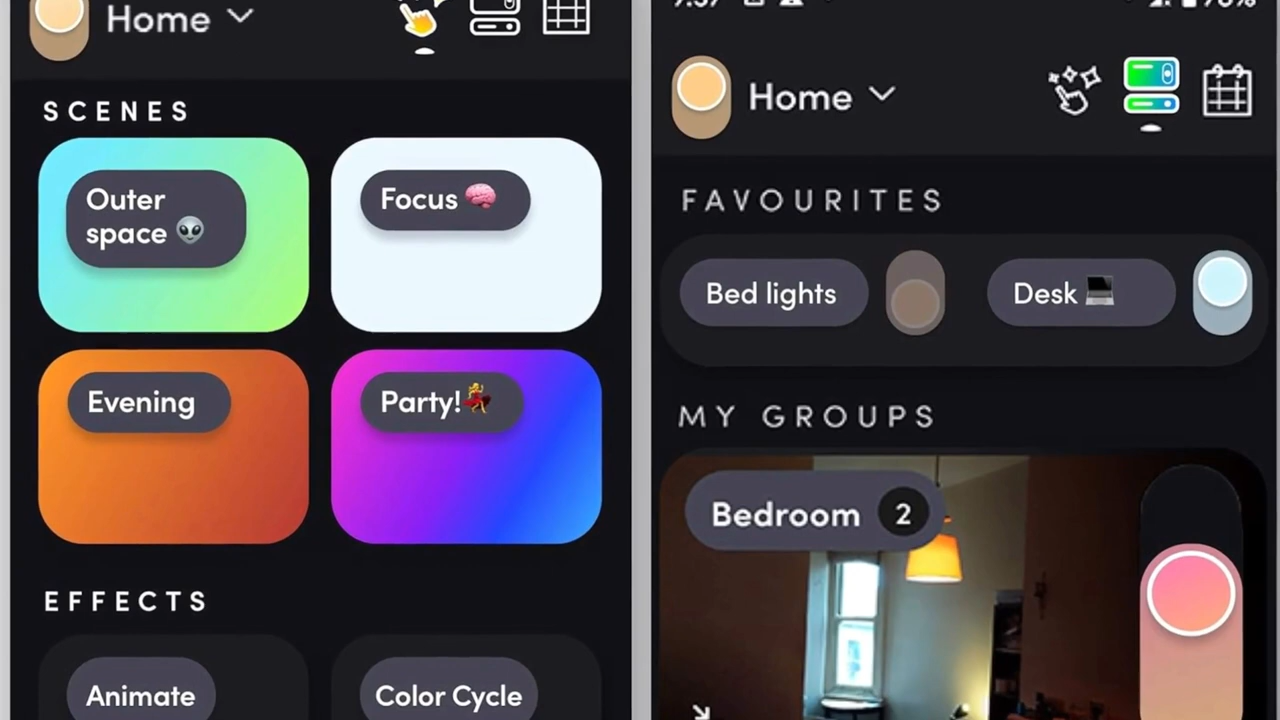 Home
SCENES
Outer
space 👽
Focus 🧠
Evening
Party!💃
EFFECTS
Animate
Color Cycle
Home
FAVOURITES
Bed lights
Desk 💻
MY GROUPS
Bedroom 2